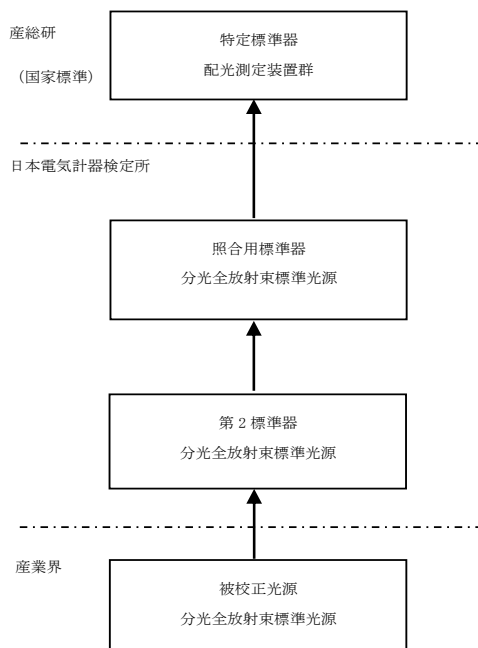 産総研
特定標準器
配光測定装置群
（国家標準）
日本電気計器検定所
照合用標準器
分光全放射束標準光源
第２標準器
分光全放射束標準光源
産業界
被校正光源
分光全放射束標準光源